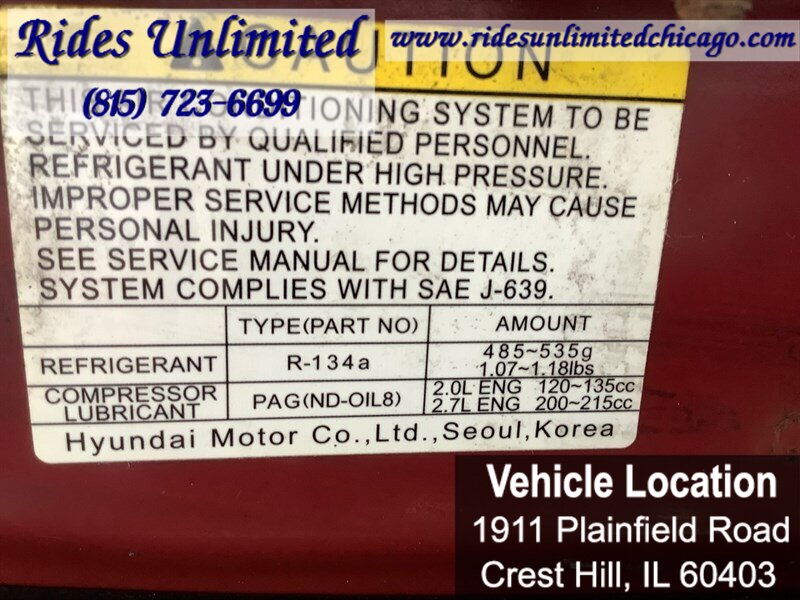 Rides Unlimited
www.ridesunlimitedchicago.com
(815) 723-6699
CAUTION
THIS AIR CONDITIONING SYSTEM TO BE
SERVICED BY QUALIFIED PERSONNEL.
REFRIGERANT UNDER HIGH PRESSURE.
IMPROPER SERVICE METHODS MAY CAUSE
PERSONAL INJURY.
SEE SERVICE MANUAL FOR DETAILS.
SYSTEM COMPLIES WITH SAE J-639.
TYPE(PART NO) AMOUNT
REFRIGERANT R-134a 485~535g
1.07~1.18lbs
COMPRESSOR LUBRICANT PAG(ND-OIL8) 2.0L ENG 120~135cc
2.7L ENG 200~215cc
Hyundai Motor Co.,Ltd.,Seoul,Korea
Vehicle Location
1911 Plainfield Road
Crest Hill, IL 60403